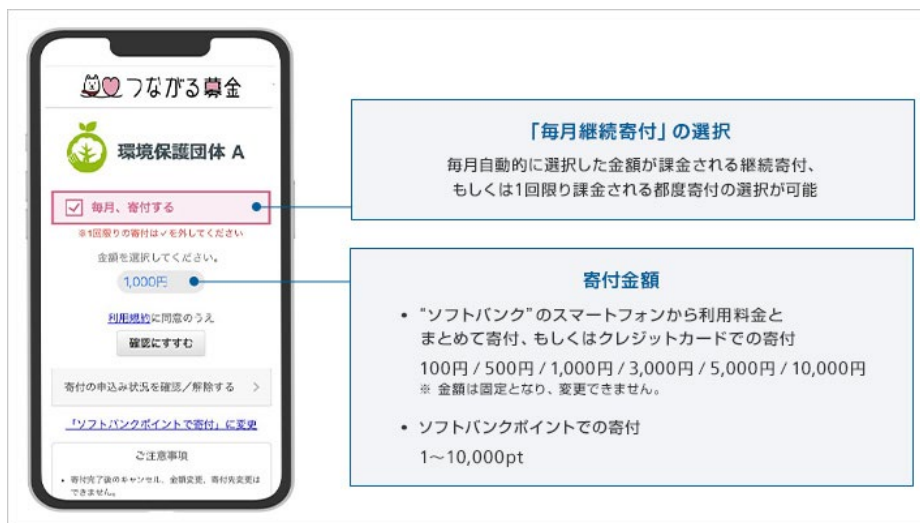 つながる募金
環境保護団体 A
毎月、寄付する
※1回限りの寄付は✓を外してください
金額を選択してください。
1,000円
利用規約に同意のうえ
確認にすすむ
寄付の申込み状況を確認／解除する >
「ソフトバンクポイントで寄付」に変更
ご注意事項
• 寄付完了後のキャンセル、金額変更、寄付先変更は
できません。
「毎月継続寄付」の選択
毎月自動的に選択した金額が課金される継続寄付、
もしくは1回限り課金される都度寄付の選択が可能
寄付金額
• "ソフトバンク"のスマートフォンから利用料金と
まとめて寄付、もしくはクレジットカードでの寄付
100円 / 500円 / 1,000円 / 3,000円 / 5,000円 / 10,000円
※ 金額は固定となり、変更できません。
• ソフトバンクポイントでの寄付
1〜10,000pt